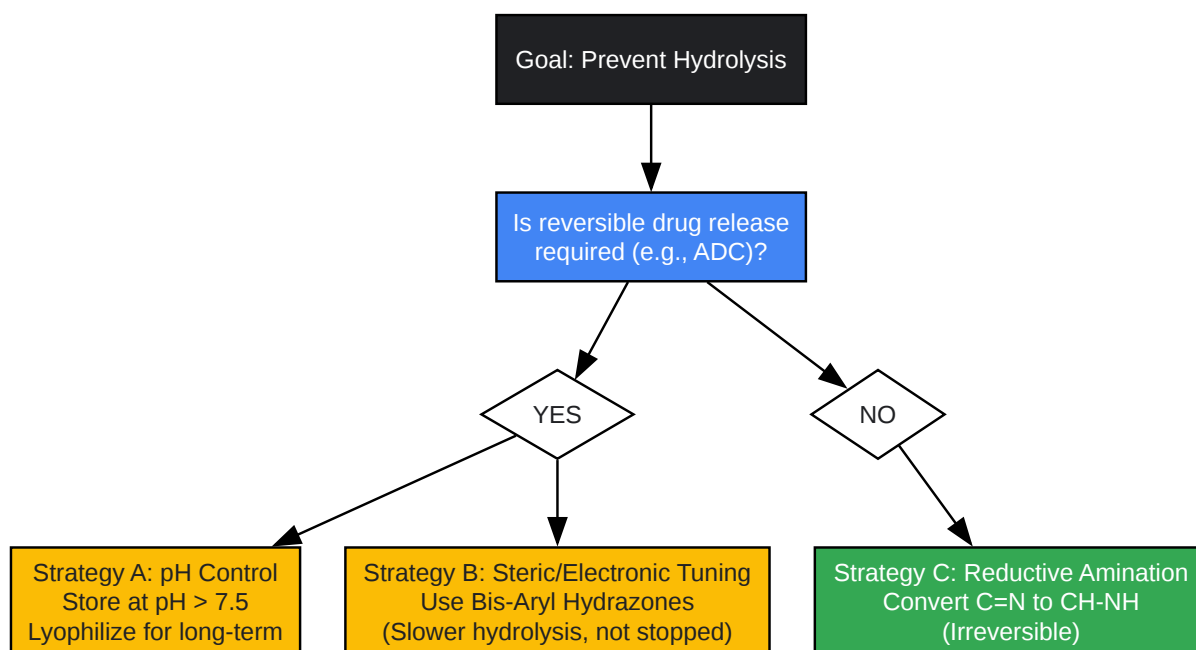 Goal: Prevent Hydrolysis
Is reversible drug release
required (e.g., ADC)?
YES
NO
Strategy A: pH Control
Store at pH > 7.5
Lyophilize for long-term
Strategy B: Steric/Electronic Tuning
Use Bis-Aryl Hydrazones
(Slower hydrolysis, not stopped)
Strategy C: Reductive Amination
Convert C=N to CH-NH
(Irreversible)